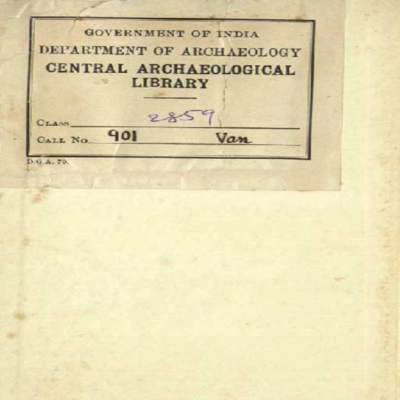 GOVERNMENT OF INDIA
DEPARTMENT OF ARCHAEOLOGY
CENTRAL ARCHAEOLOGICAL
LIBRARY
CLASS 2859
CALL No. 901 Van
D.G.A. 79.